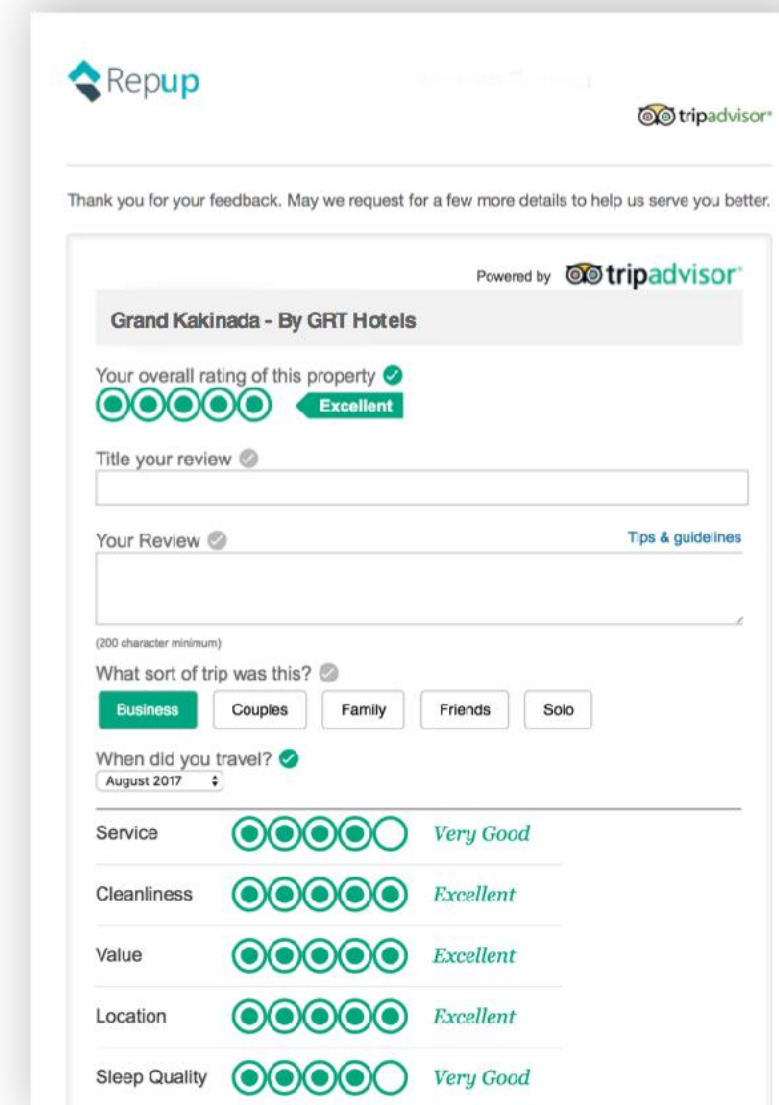 Repup
tripadvisor®
Thank you for your feedback. May we request for a few more details to help us serve you better.
Powered by tripadvisor®
Grand Kakinada - By GRT Hotels
Your overall rating of this property
Excellent
Title your review
Your Review Tips & guidelines
(200 character minimum)
What sort of trip was this?
Business Couples Family Friends Solo
When did you travel?
August 2017
Service Very Good
Cleanliness Excellent
Value Excellent
Location Excellent
Sleep Quality Very Good